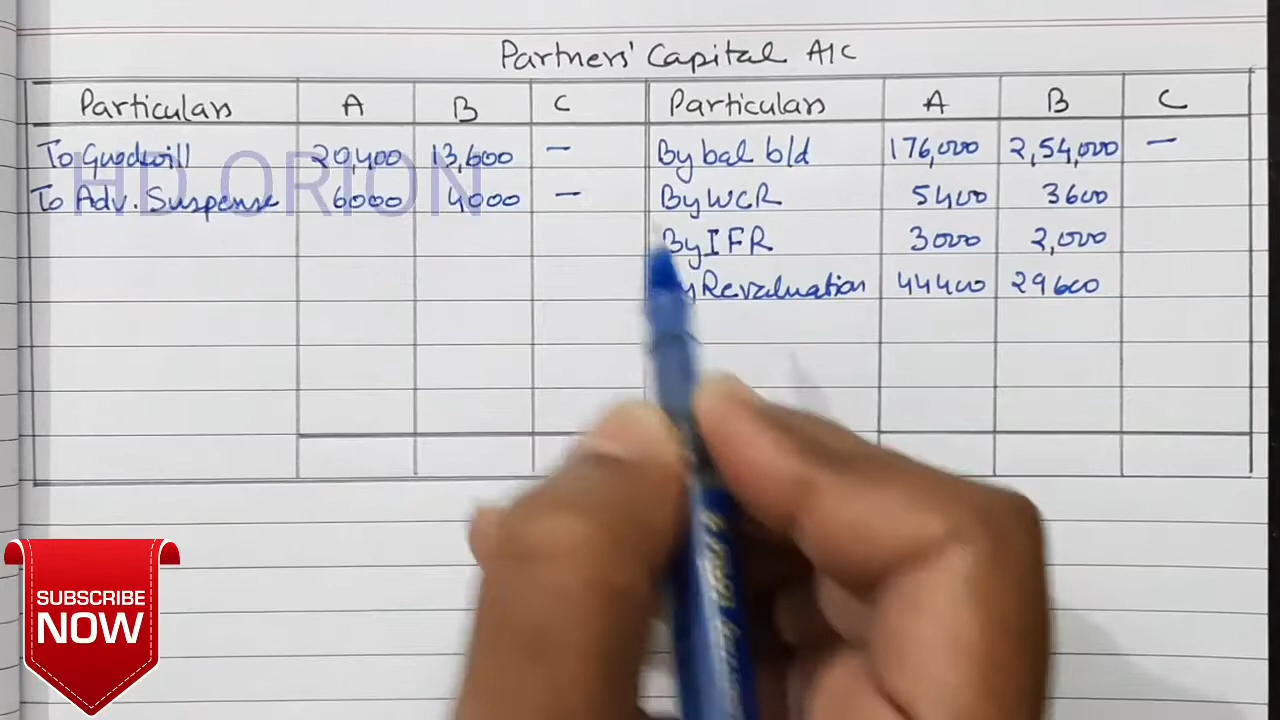 Partners' Capital A/C
Particulars A B C Particulars A B C
To Goodwill 20,400 13,600 — By bal b/d 176,000 2,54,000 —
To Adv. Suspense 6000 4000 — By WCR 5400 3600
By IFR 3000 2,000
Revaluation 44400 29600
HD ORION
SUBSCRIBE
NOW